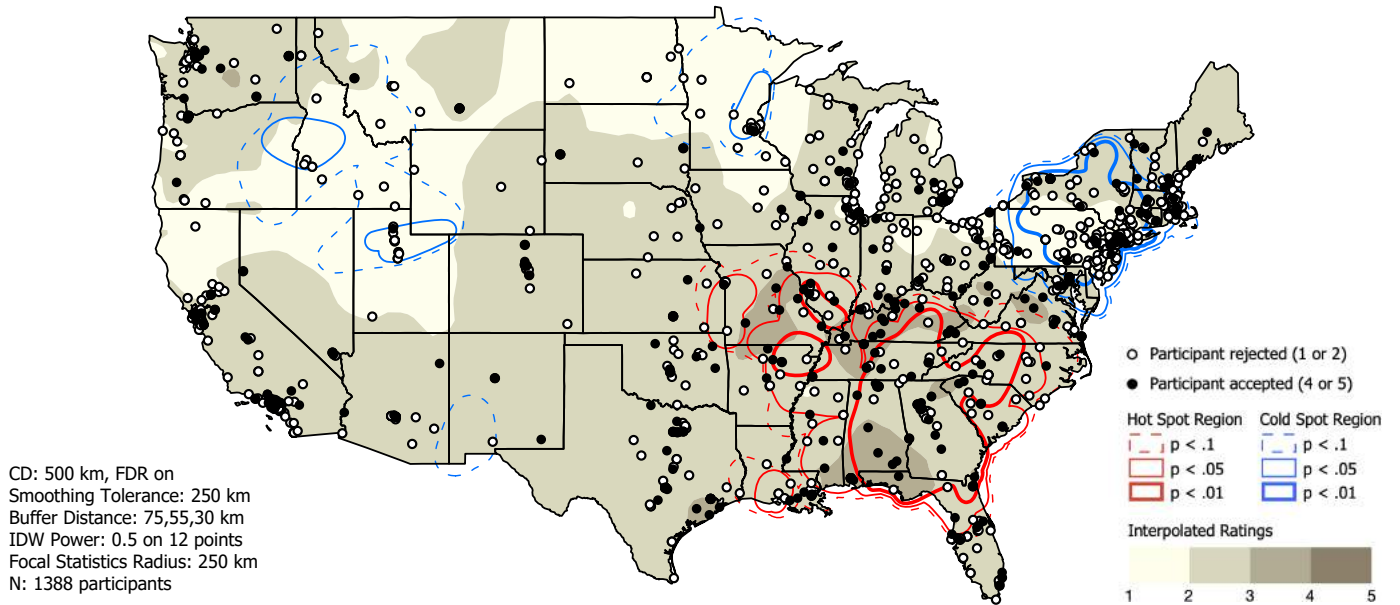 CD: 500 km, FDR on
Smoothing Tolerance: 250 km
Buffer Distance: 75,55,30 km
IDW Power: 0.5 on 12 points
Focal Statistics Radius: 250 km
N: 1388 participants
Participant rejected (1 or 2)
Participant accepted (4 or 5)
Hot Spot Region Cold Spot Region
p < .1 p < .1
p < .05 p < .05
p < .01 p < .01
Interpolated Ratings
1 2 3 4 5